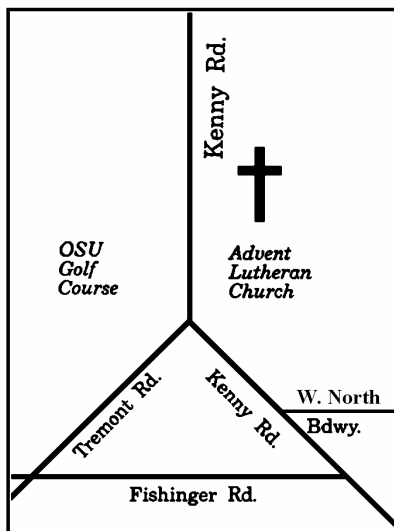 Kenny Rd.
OSU
Golf
Course
Advent
Lutheran
Church
Tremont Rd.
Kenny Rd.
W. North
Bdwy.
Fishinger Rd.